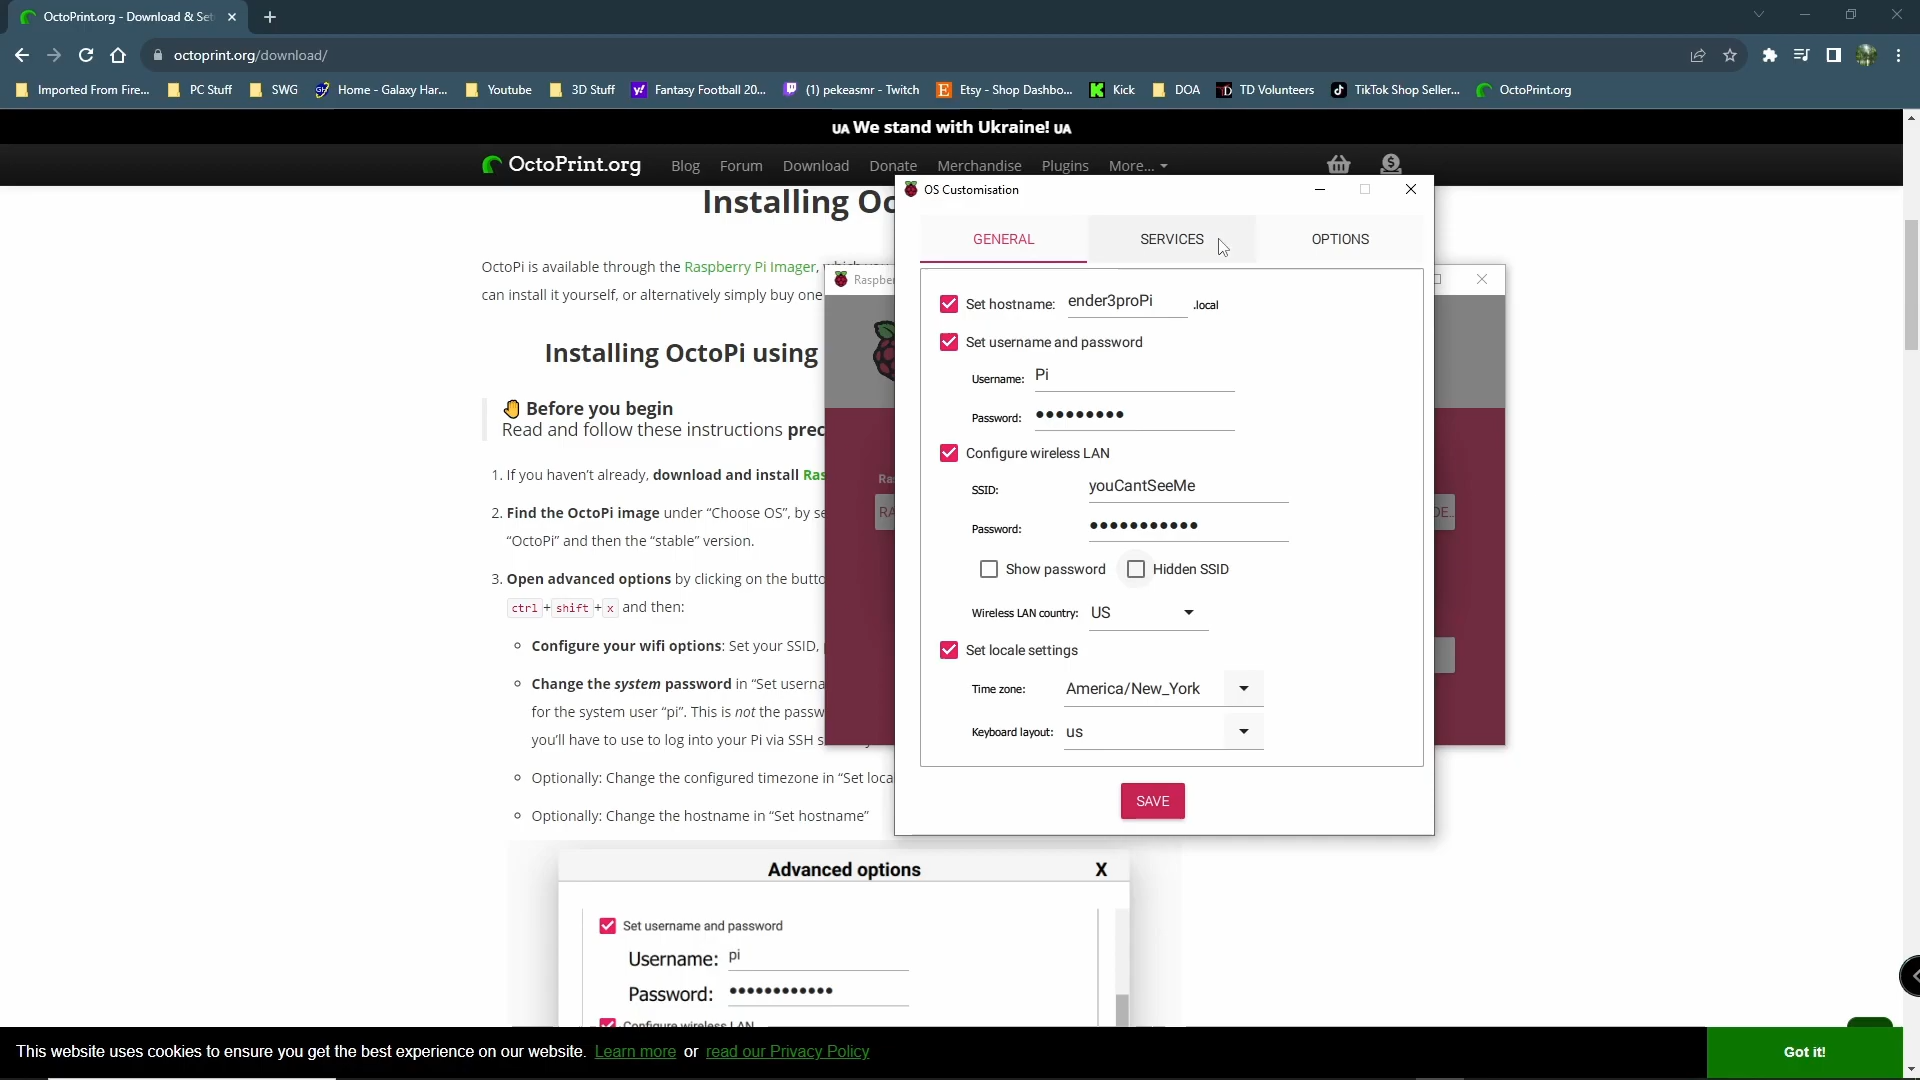 OctoPrint.org - Download & Set
octoprint.org/download/
Imported From Fire...
PC Stuff
SWG
Home - Galaxy Har...
Youtube
3D Stuff
Fantasy Football 20...
(1) pekeasmr - Twitch
Etsy - Shop Dashbo...
Kick
DOA
TD Volunteers
TikTok Shop Seller...
OctoPrint.org
UA We stand with Ukraine! UA
OctoPrint.org
Blog
Forum
Download
Donate
Merchandise
Plugins
More...
Installing Oc
OctoPi is available through the Raspberry Pi Imager,
can install it yourself, or alternatively simply buy one
Installing OctoPi using
Before you begin
Read and follow these instructions prec
1. If you haven't already, download and install Ras
2. Find the OctoPi image under "Choose OS", by se
"OctoPi" and then the "stable" version.
3. Open advanced options by clicking on the butto
ctrl + shift + x and then:
Configure your wifi options: Set your SSID,
Change the system password in "Set userna
for the system user "pi". This is not the passw
you'll have to use to log into your Pi via SSH s
Optionally: Change the configured timezone in "Set loca
Optionally: Change the hostname in "Set hostname"
Raspbe
Ra
RA
DE..
OS Customisation
GENERAL
SERVICES
OPTIONS
Set hostname: ender3proPi .local
Set username and password
Username: Pi
Password: •••••••••
Configure wireless LAN
SSID: youCantSeeMe
Password: •••••••••••
Show password
Hidden SSID
Wireless LAN country: US
Set locale settings
Time zone: America/New_York
Keyboard layout: us
SAVE
Advanced options X
Set username and password
Username: pi
Password: ••••••••••••
Configure wireless LAN
This website uses cookies to ensure you get the best experience on our website. Learn more or read our Privacy Policy
Got it!